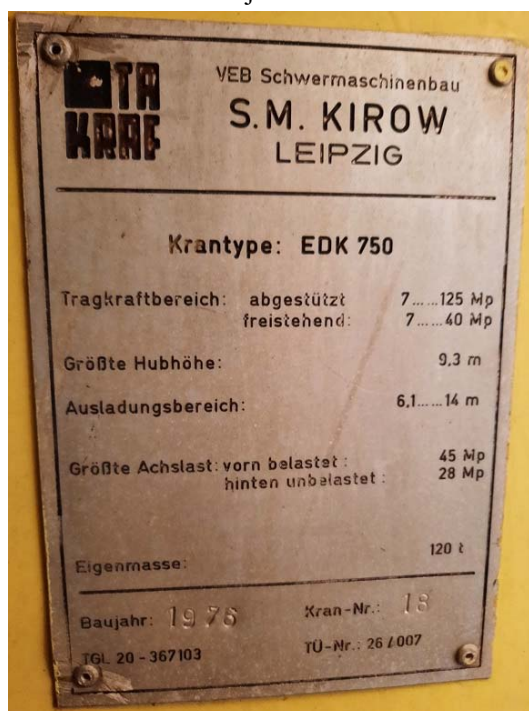 TA
KRAF
VEB Schwermaschinenbau
S.M. KIROW
LEIPZIG
Krantype: EDK 750
Tragkraftbereich: abgestützt 7......125 Mp
freistehend: 7......40 Mp
Größte Hubhöhe: 9,3 m
Ausladungsbereich: 6,1......14 m
Größte Achslast: vorn belastet: 45 Mp
hinten unbelastet: 28 Mp
Eigenmasse: 120 t
Baujahr: 1976 Kran-Nr.: 18
TGL 20-367103 TÜ-Nr.: